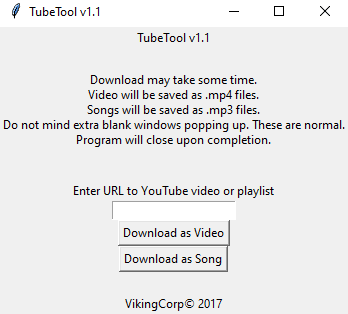 TubeTool v1.1
TubeTool v1.1
Download may take some time.
Video will be saved as .mp4 files.
Songs will be saved as .mp3 files.
Do not mind extra blank windows popping up. These are normal.
Program will close upon completion.
Enter URL to YouTube video or playlist
Download as Video
Download as Song
VikingCorp© 2017